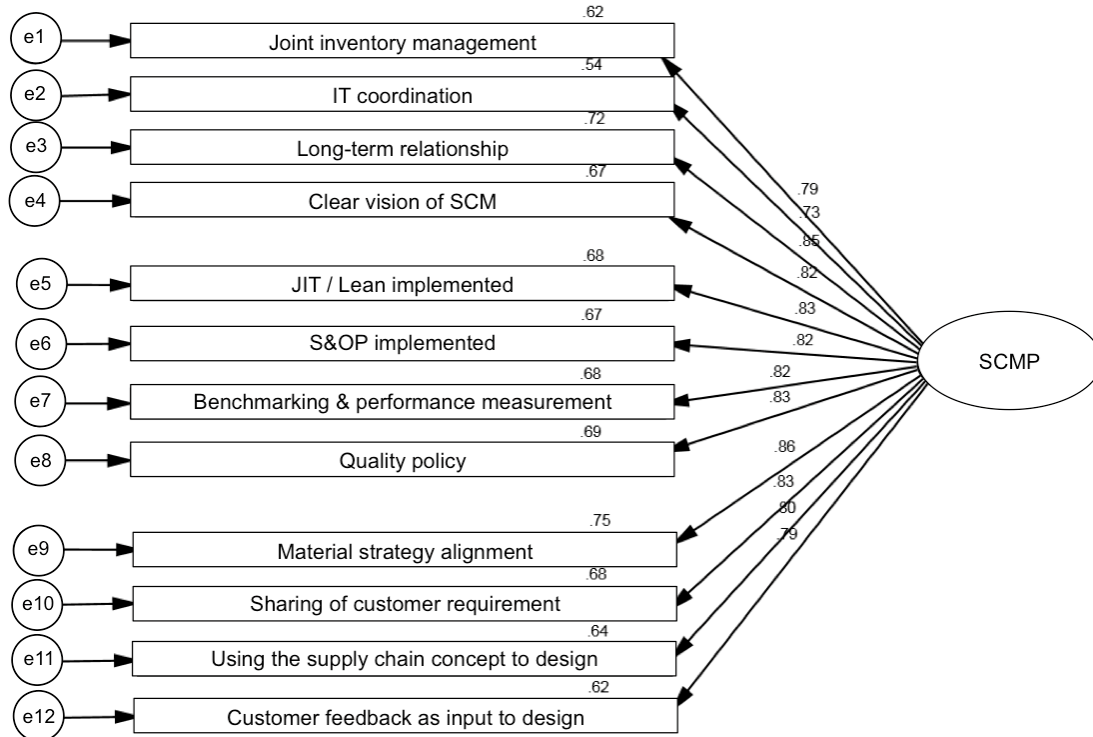 .62
e1 Joint inventory management
.54
e2 IT coordination
.72
e3 Long-term relationship
.67
e4 Clear vision of SCM
.68
e5 JIT / Lean implemented
.67
e6 S&OP implemented
.68
e7 Benchmarking & performance measurement
.69
e8 Quality policy
.75
e9 Material strategy alignment
.68
e10 Sharing of customer requirement
.64
e11 Using the supply chain concept to design
.62
e12 Customer feedback as input to design
.79
.73
.85
.82
.83
.82
.82
.83
.86
.83
.80
.79
SCMP